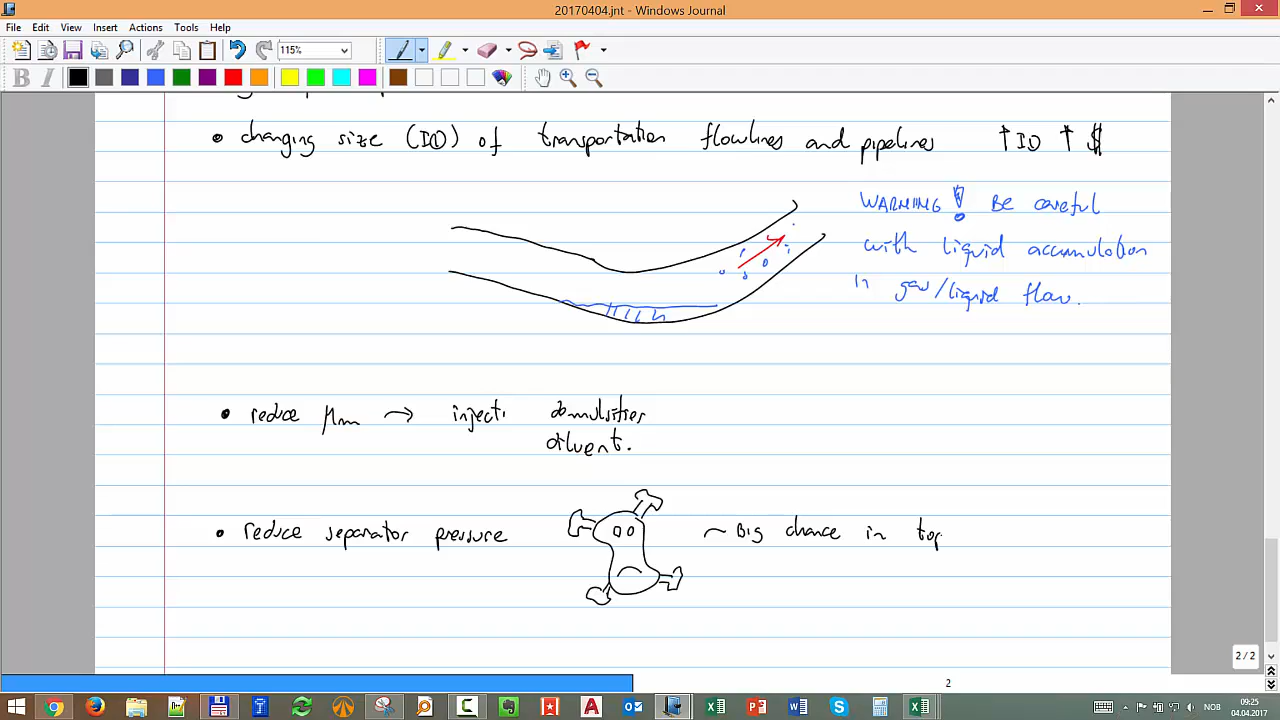 20170404.jnt - Windows Journal
File Edit View Insert Actions Tools Help
115%
B I
• changing size (ID) of transportation flowlines and pipelines ↑ ID ↑ $
WARNING! Be careful
with liquid accumulation
in gas/liquid flow.
• reduce μm → inject: demulsifier
diluent.
• reduce separator pressure ~ Big chance in top
2 / 2
2
NOB
09:25
04.04.2017